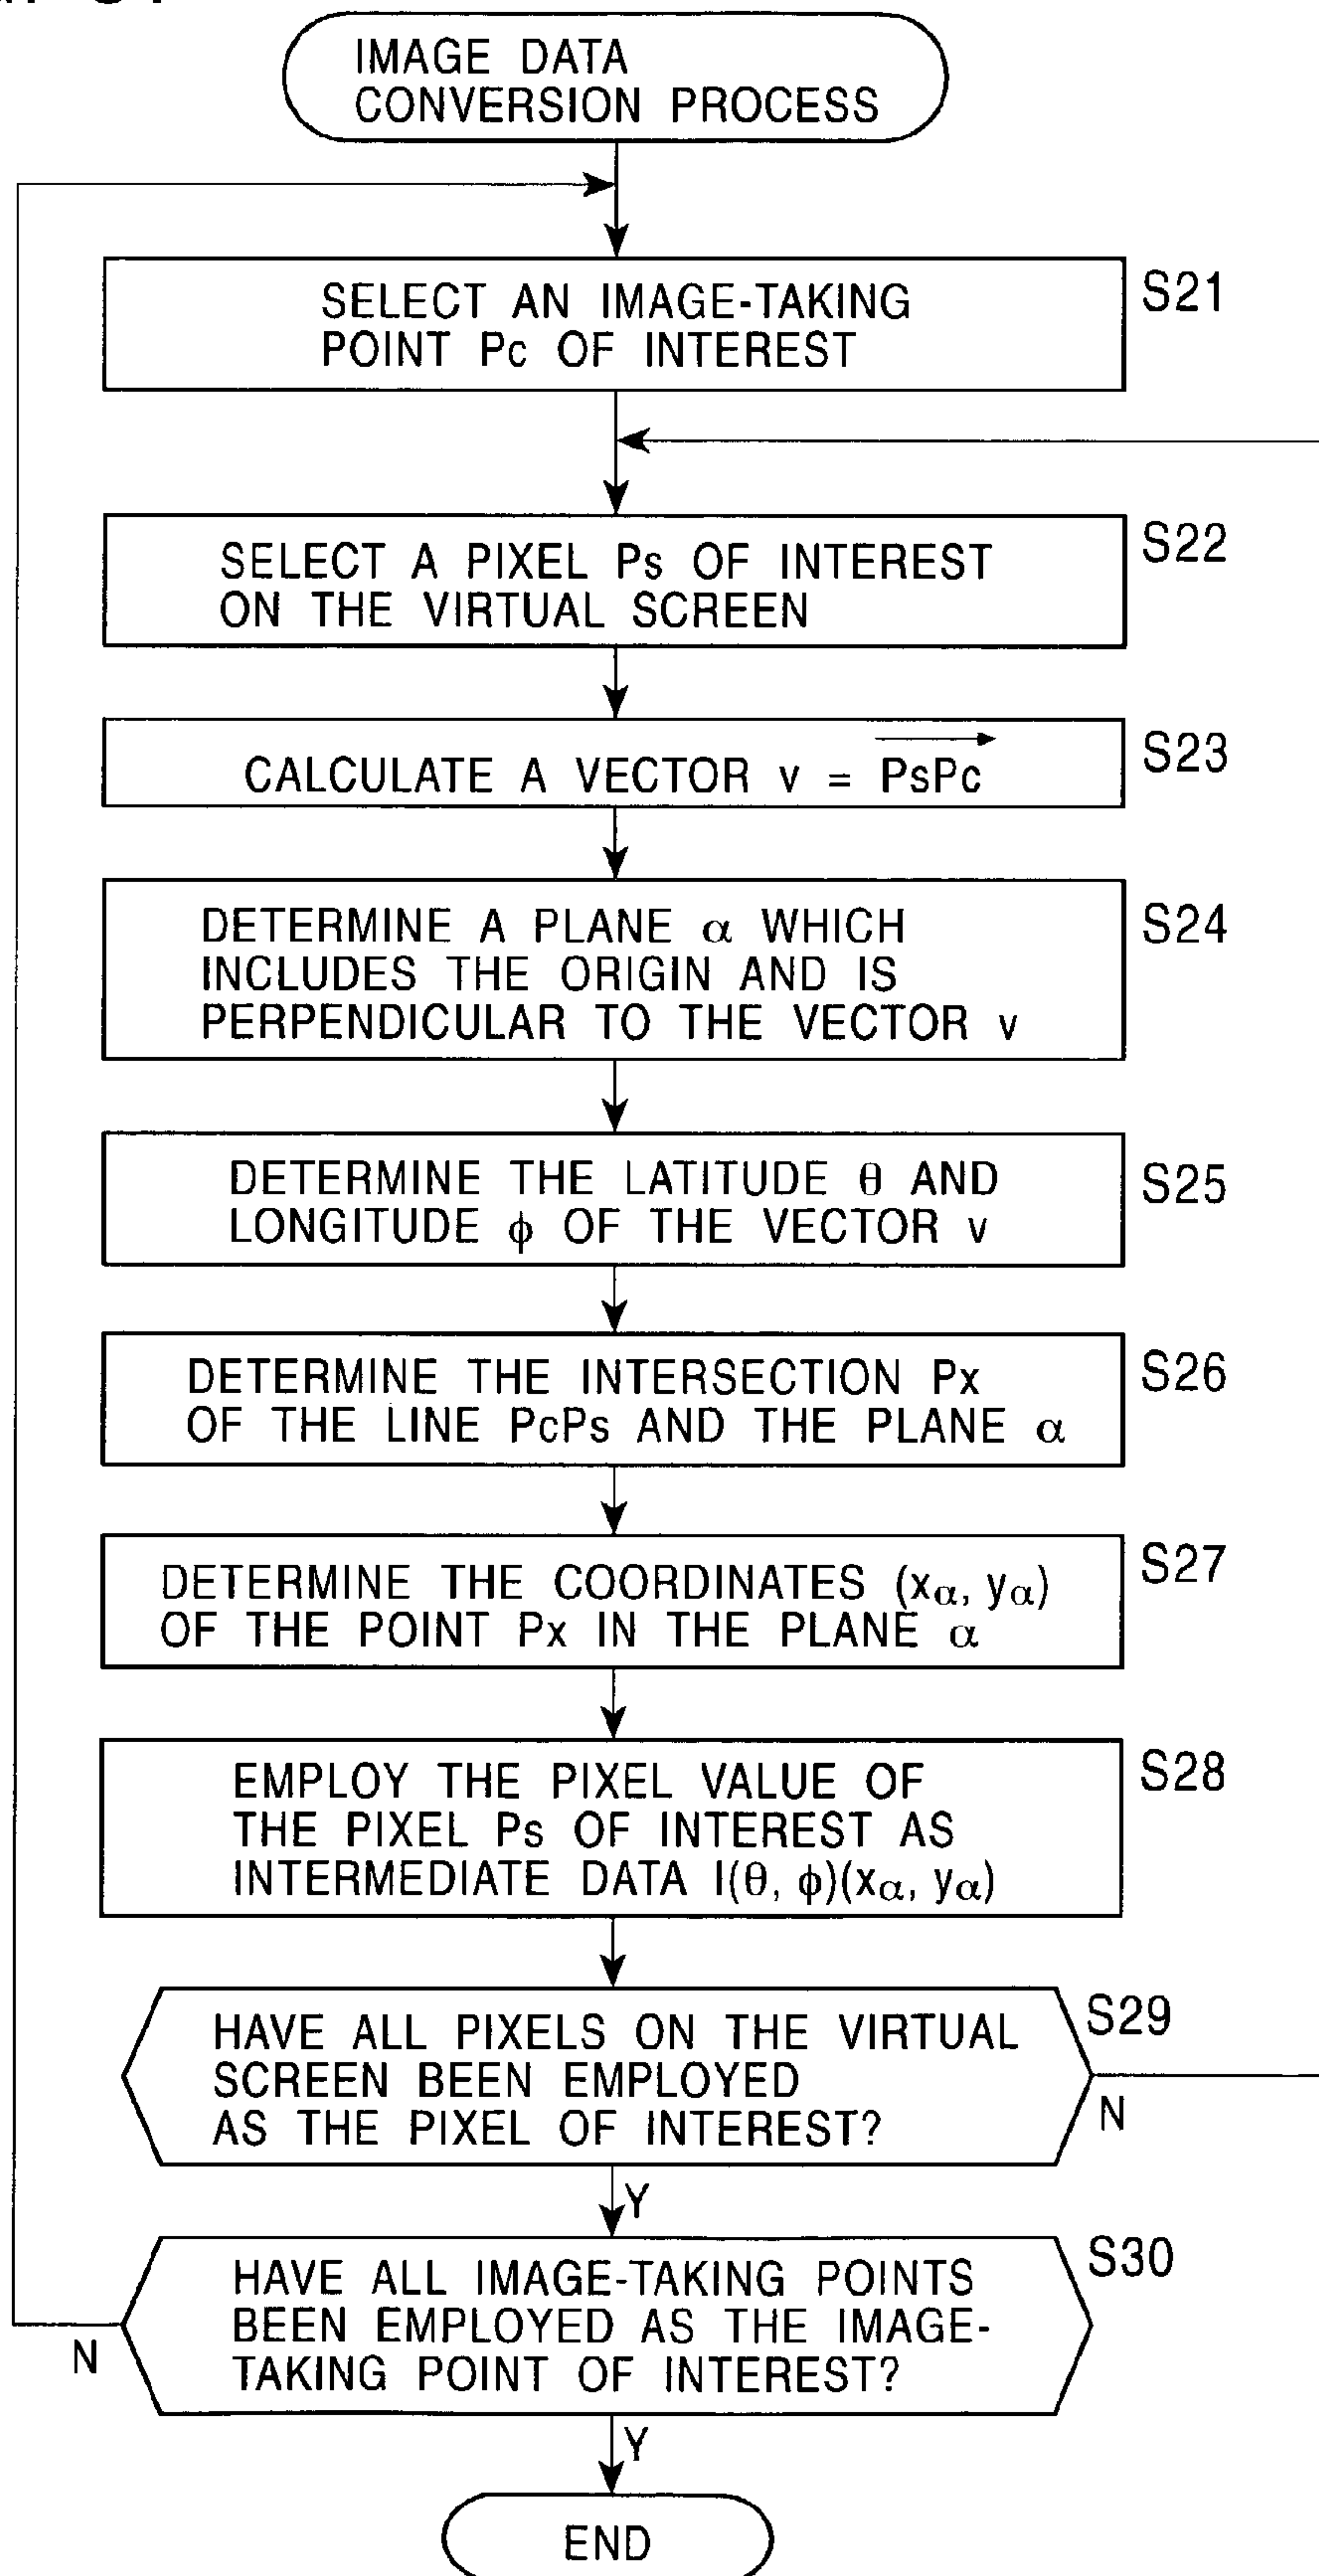 IMAGE DATA
CONVERSION PROCESS
SELECT AN IMAGE-TAKING
POINT Pc OF INTEREST
S21
SELECT A PIXEL Ps OF INTEREST
ON THE VIRTUAL SCREEN
S22
CALCULATE A VECTOR v = \overrightarrow{PsPc}
S23
DETERMINE A PLANE α WHICH
INCLUDES THE ORIGIN AND IS
PERPENDICULAR TO THE VECTOR v
S24
DETERMINE THE LATITUDE θ AND
LONGITUDE ϕ OF THE VECTOR v
S25
DETERMINE THE INTERSECTION Px
OF THE LINE PcPs AND THE PLANE α
S26
DETERMINE THE COORDINATES (xα, yα)
OF THE POINT Px IN THE PLANE α
S27
EMPLOY THE PIXEL VALUE OF
THE PIXEL Ps OF INTEREST AS
INTERMEDIATE DATA I(θ, ϕ)(xα, yα)
S28
HAVE ALL PIXELS ON THE VIRTUAL
SCREEN BEEN EMPLOYED
AS THE PIXEL OF INTEREST?
S29
N
Y
HAVE ALL IMAGE-TAKING POINTS
BEEN EMPLOYED AS THE IMAGE-
TAKING POINT OF INTEREST?
S30
N
Y
END